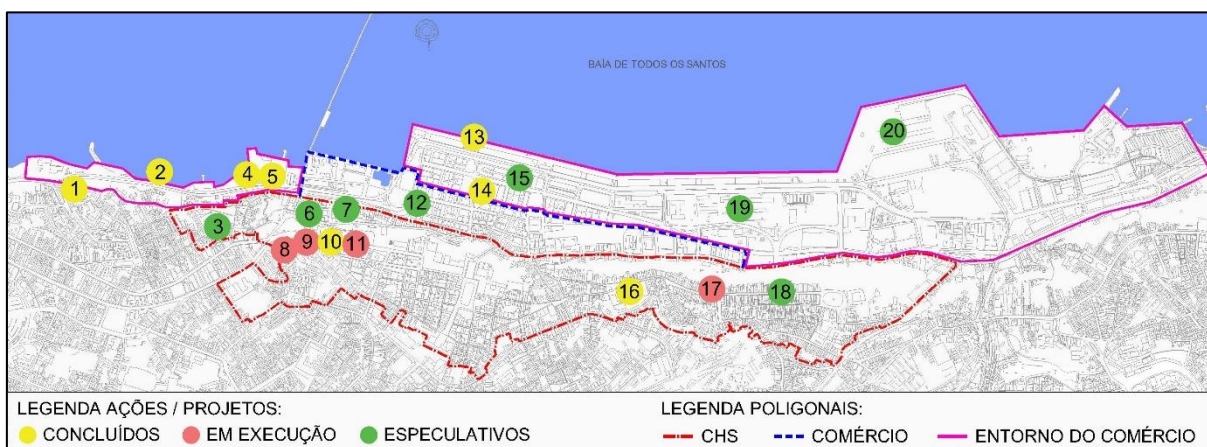 BAÍA DE TODOS OS SANTOS
13
20
2
4
5
14
15
1
12
19
3
6
7
8
9
10
11
16
17
18
LEGENDA AÇÕES / PROJETOS:
LEGENDA POLIGONAIS:
CONCLUÍDOS
EM EXECUÇÃO
ESPECULATIVOS
CHS
COMÉRCIO
ENTORNO DO COMÉRCIO